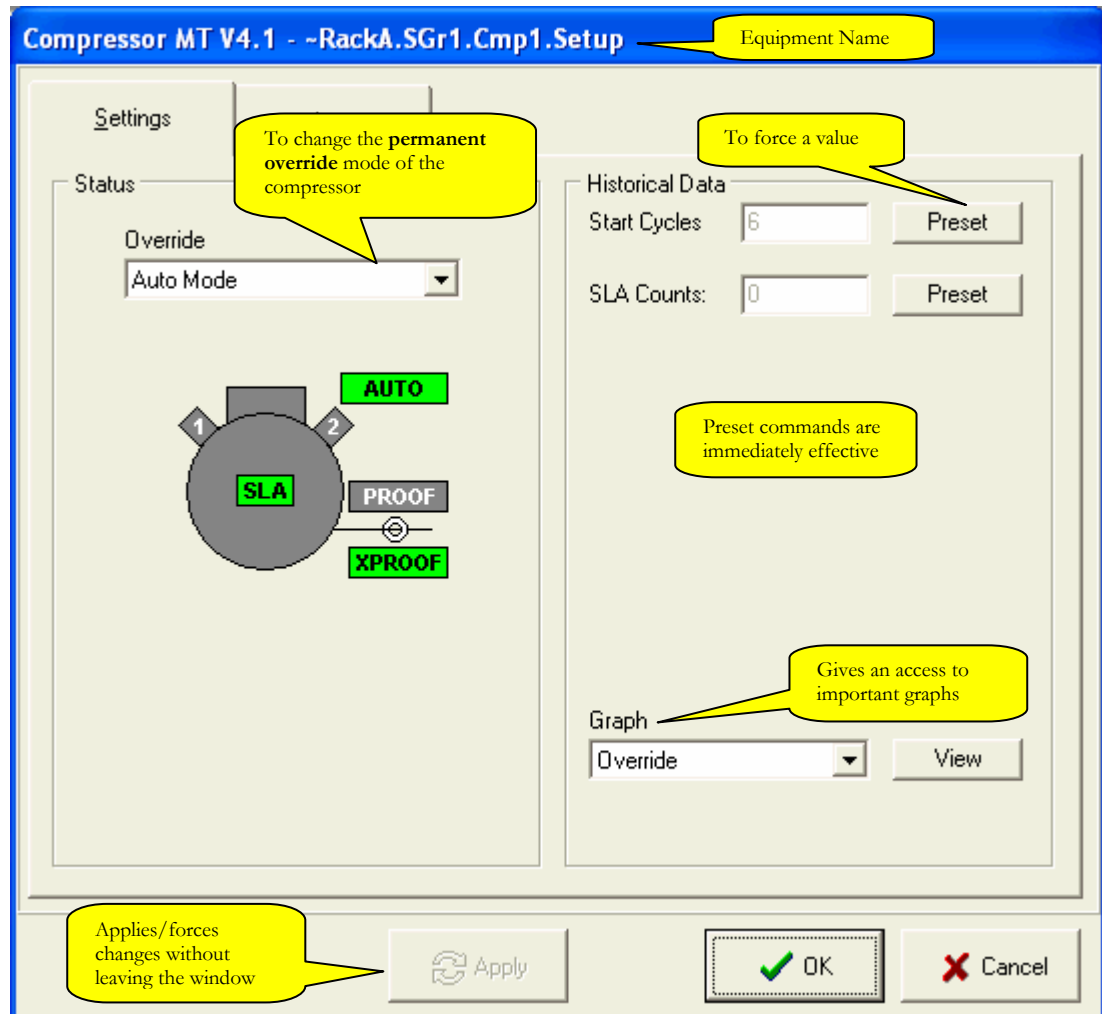 Compressor MT V4.1 - ~RackA.SGr1.Cmp1.Setup
Equipment Name
Settings
To change the permanent
override mode of the
compressor
To force a value
Status
Override
Auto Mode
Historical Data
Start Cycles
6
Preset
SLA Counts:
0
Preset
AUTO
1
2
SLA
PROOF
XPROOF
Preset commands are
immediately effective
Gives an access to
important graphs
Graph
Override
View
Applies/forces
changes without
leaving the window
Apply
OK
Cancel